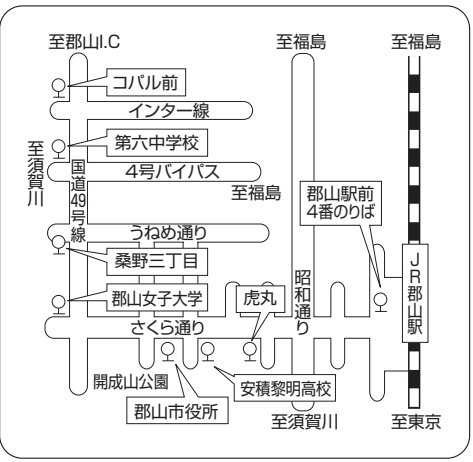 至郡山I.C
至福島
至福島
コパル前
インター線
第六中学校
至須賀川
国道49号線
4号バイパス
至福島
郡山駅前
4番のりば
うねめ通り
桑野三丁目
昭和通り
JR郡山駅
郡山女子大学
虎丸
さくら通り
開成山公園
安積黎明高校
郡山市役所
至須賀川
至東京